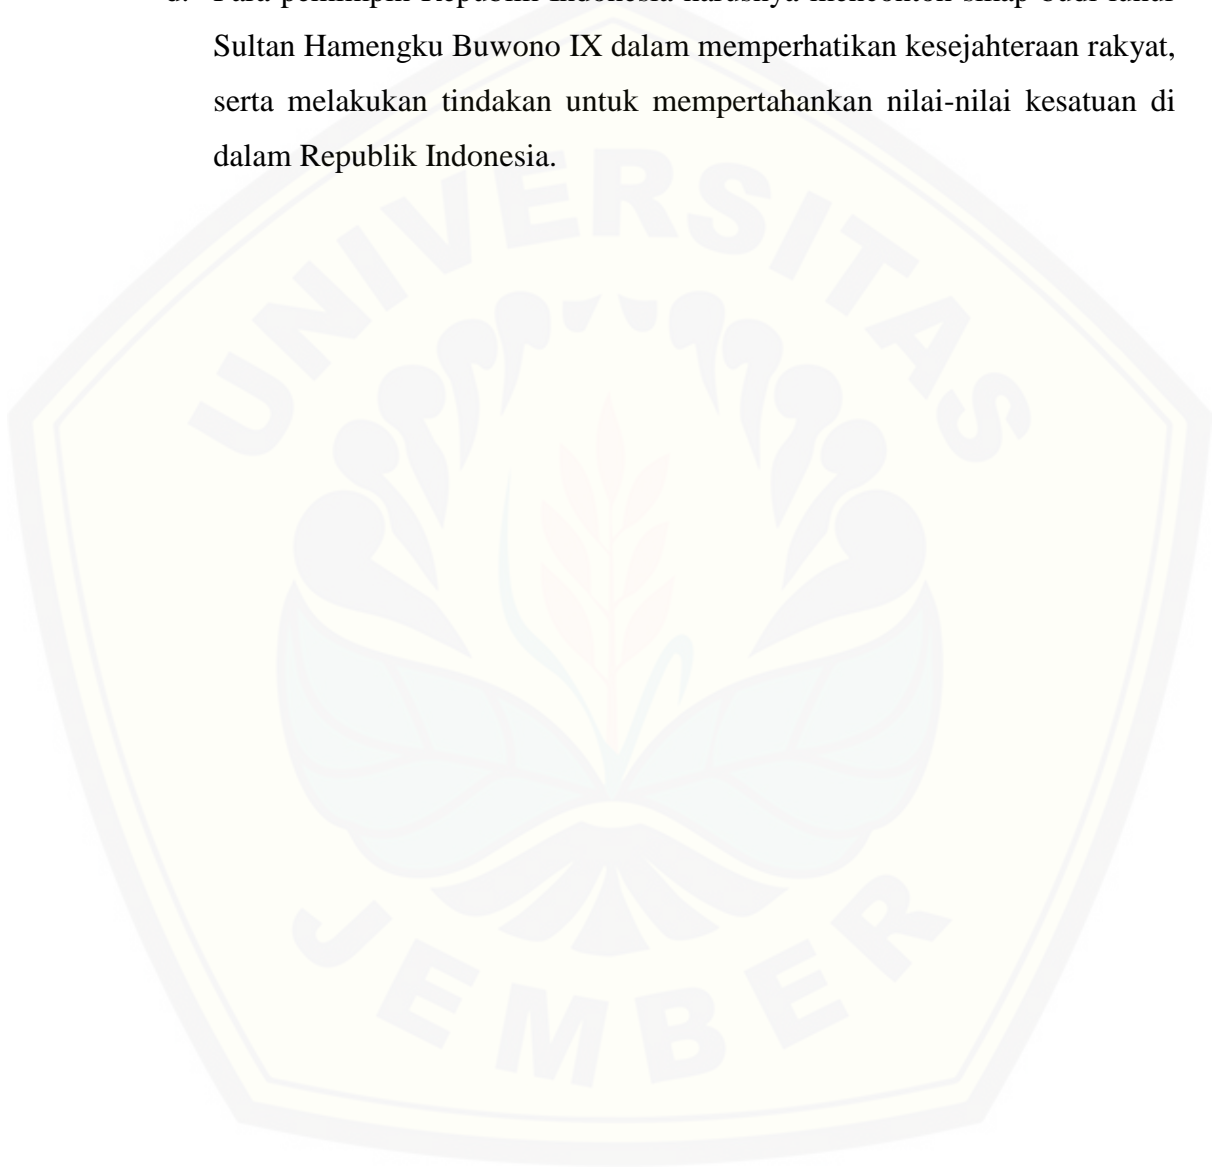 Sultan Hamengku Buwono IX dalam memperhatikan kesejahteraan rakyat,
serta melakukan tindakan untuk mempertahankan nilai-nilai kesatuan di
dalam Republik Indonesia.
UNIVERSITAS
JEMBER